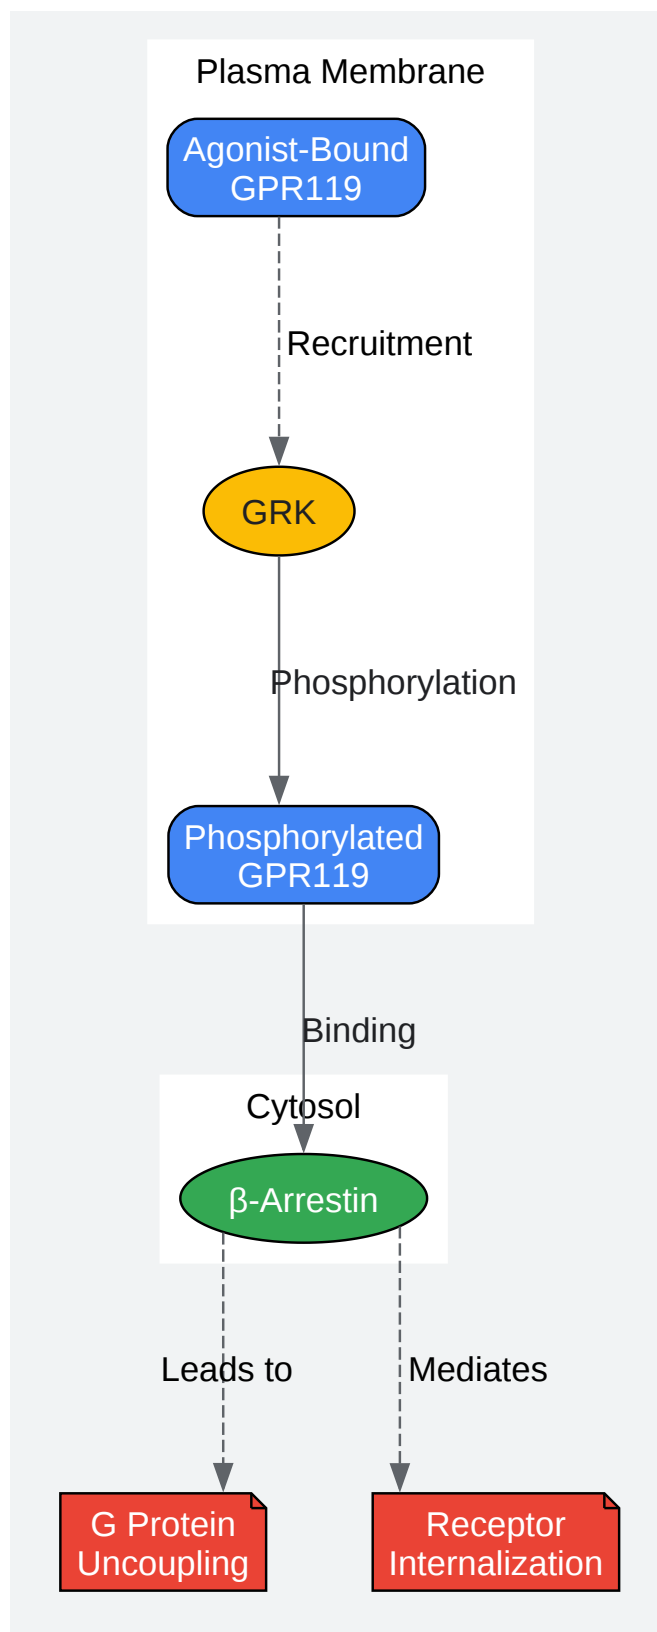 Plasma Membrane
Agonist-Bound
GPR119
Recruitment
GRK
Phosphorylation
Phosphorylated
GPR119
Binding
Cytosol
β-Arrestin
Leads to
Mediates
G Protein
Uncoupling
Receptor
Internalization